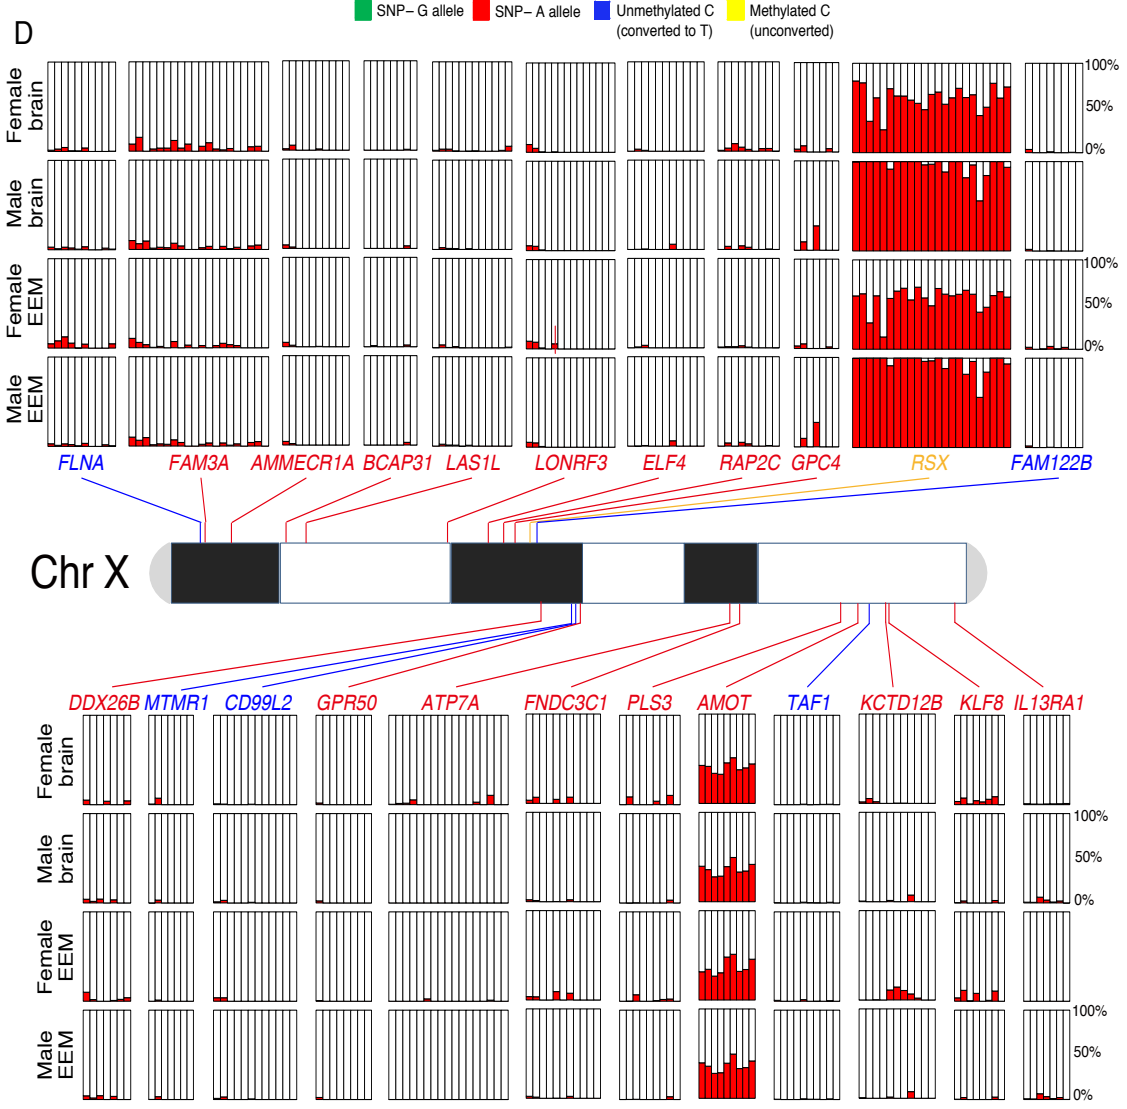 SNP– G allele SNP– A allele Unmethylated C Methylated C
(converted to T) (unconverted)
D
Female brain
100%
50%
0%
Male brain
Female EEM
100%
50%
0%
Male EEM
FLNA FAM3A AMMECR1A BCAP31 LAS1L LONRF3 ELF4 RAP2C GPC4 RSX FAM122B
Chr X
DDX26B MTMR1 CD99L2 GPR50 ATP7A FNDC3C1 PLS3 AMOT TAF1 KCTD12B KLF8 IL13RA1
Female brain
Male brain
100%
50%
0%
Female EEM
Male EEM
100%
50%
0%